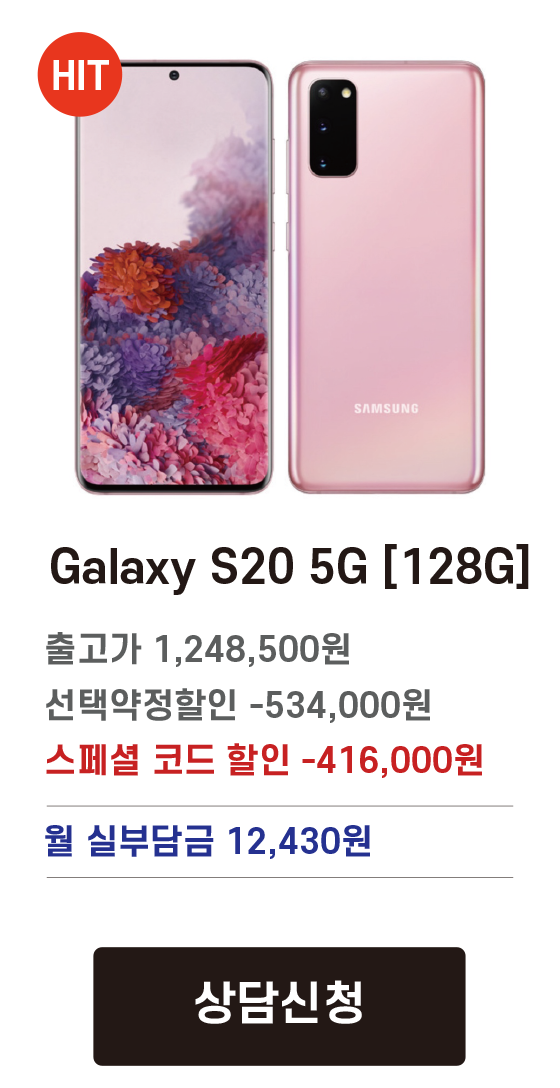 HIT
SAMSUNG
Galaxy S20 5G [128G]
출고가 1,248,500원
선택약정할인 -534,000원
스페셜 코드 할인 -416,000원
월 실부담금 12,430원
상담신청